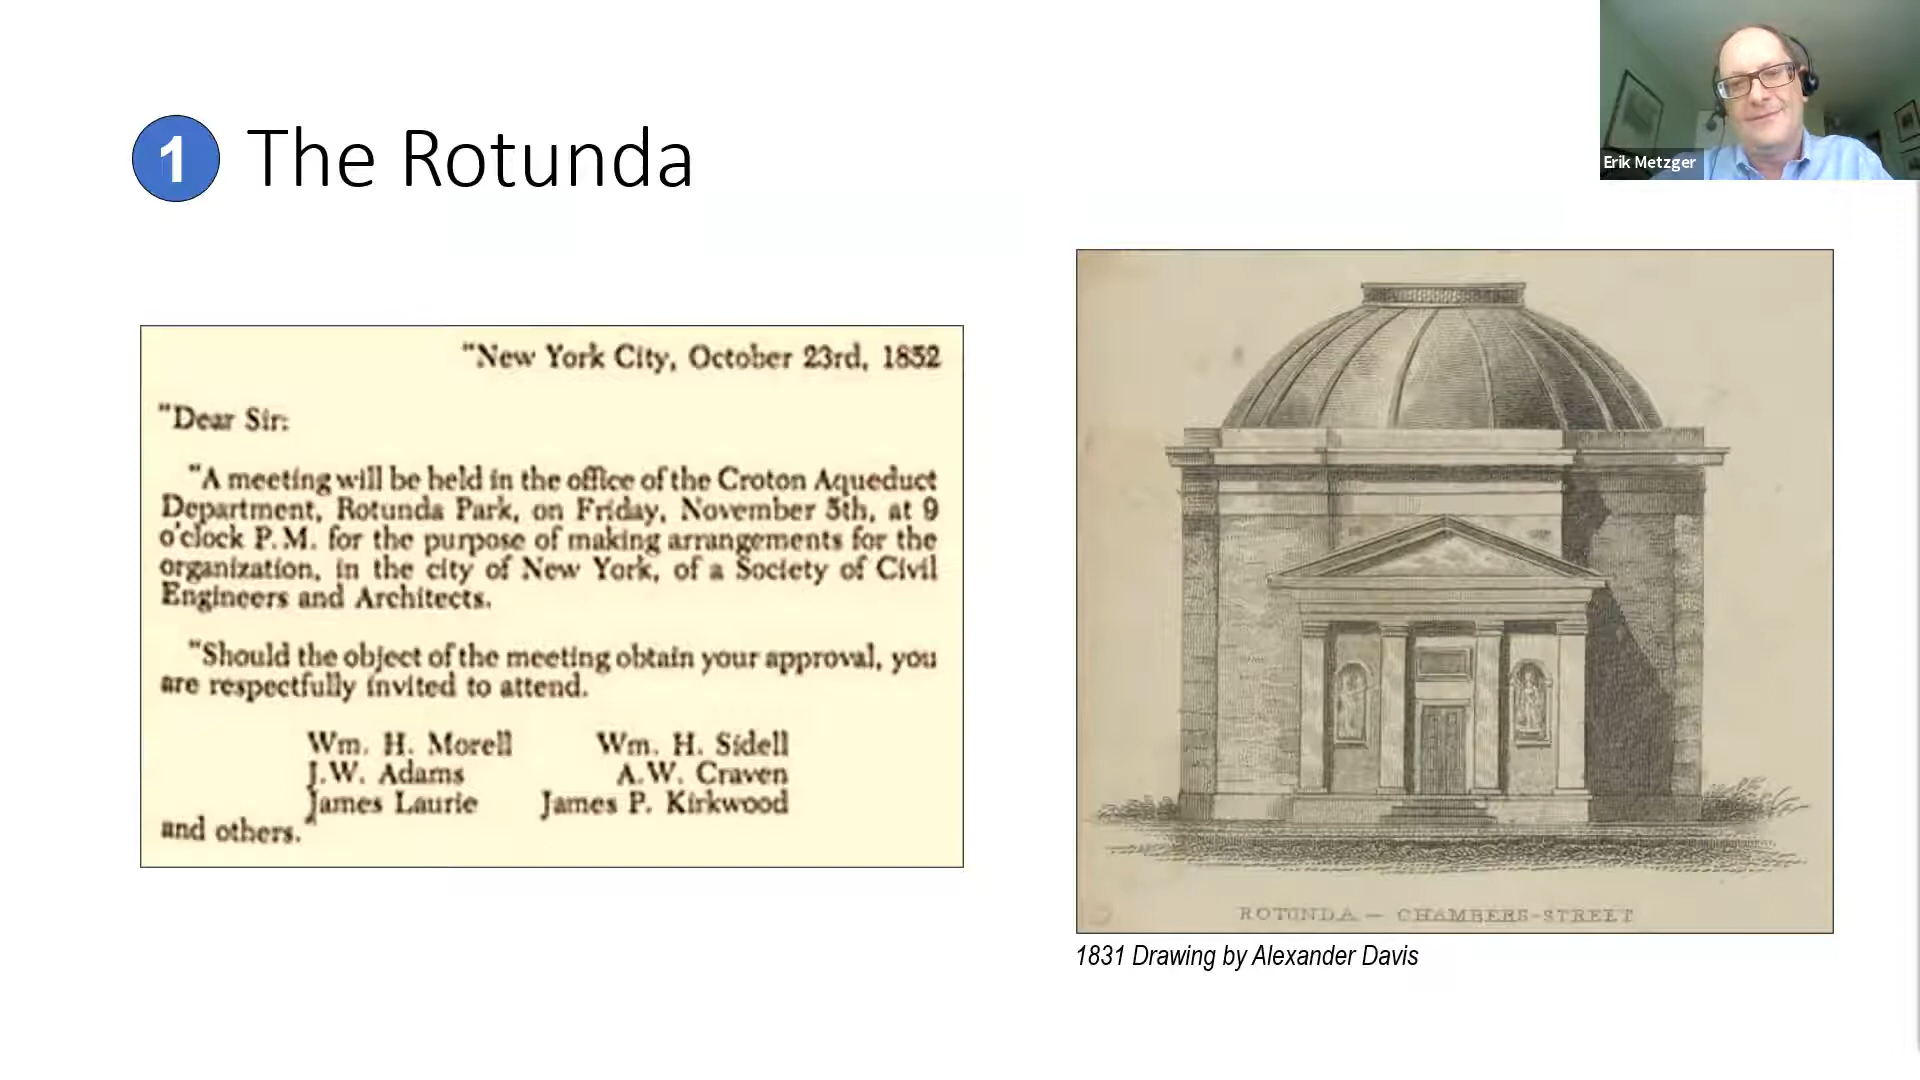 1 The Rotunda
Erik Metzger
"New York City, October 23rd, 1852
"Dear Sir:
"A meeting will be held in the office of the Croton Aqueduct
Department, Rotunda Park, on Friday, November 5th, at 9
o'clock P.M. for the purpose of making arrangements for the
organization, in the city of New York, of a Society of Civil
Engineers and Architects.
"Should the object of the meeting obtain your approval, you
are respectfully invited to attend.
Wm. H. Morell Wm. H. Sidell
J.W. Adams A.W. Craven
James Laurie James P. Kirkwood
and others."
ROTUNDA — CHAMBERS-STREET
1831 Drawing by Alexander Davis